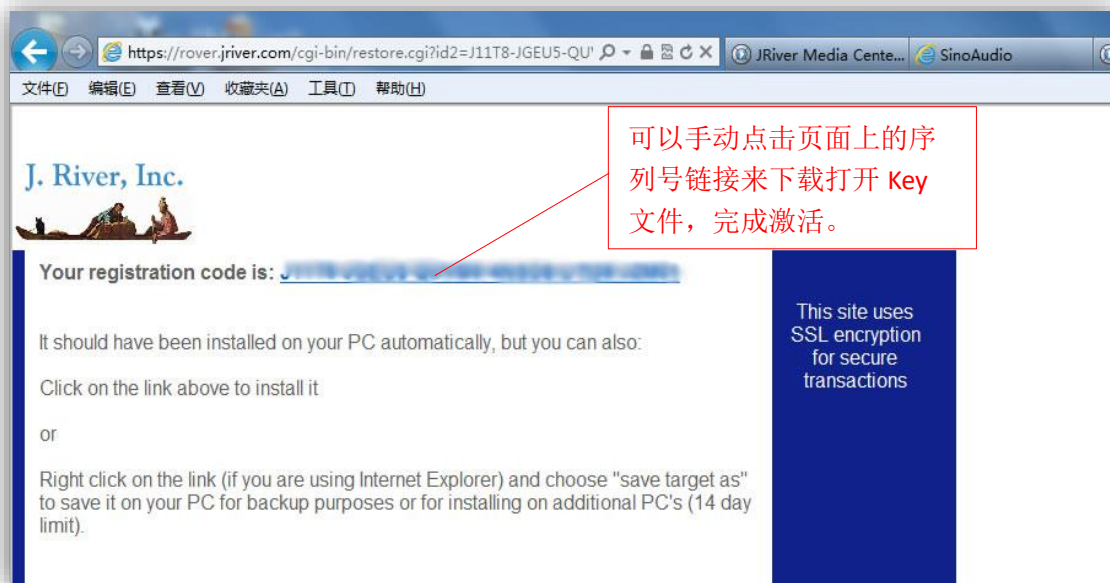 https://rover.jriver.com/cgi-bin/restore.cgi?id2=J11T8-JGEU5-QU
JRiver Media Cente...
SinoAudio
文件(F) 编辑(E) 查看(V) 收藏夹(A) 工具(T) 帮助(H)
可以手动点击页面上的序
列号链接来下载打开 Key
文件，完成激活。
J. River, Inc.
Your registration code is:
It should have been installed on your PC automatically, but you can also:
Click on the link above to install it
or
Right click on the link (if you are using Internet Explorer) and choose "save target as"
to save it on your PC for backup purposes or for installing on additional PC's (14 day
limit).
This site uses
SSL encryption
for secure
transactions